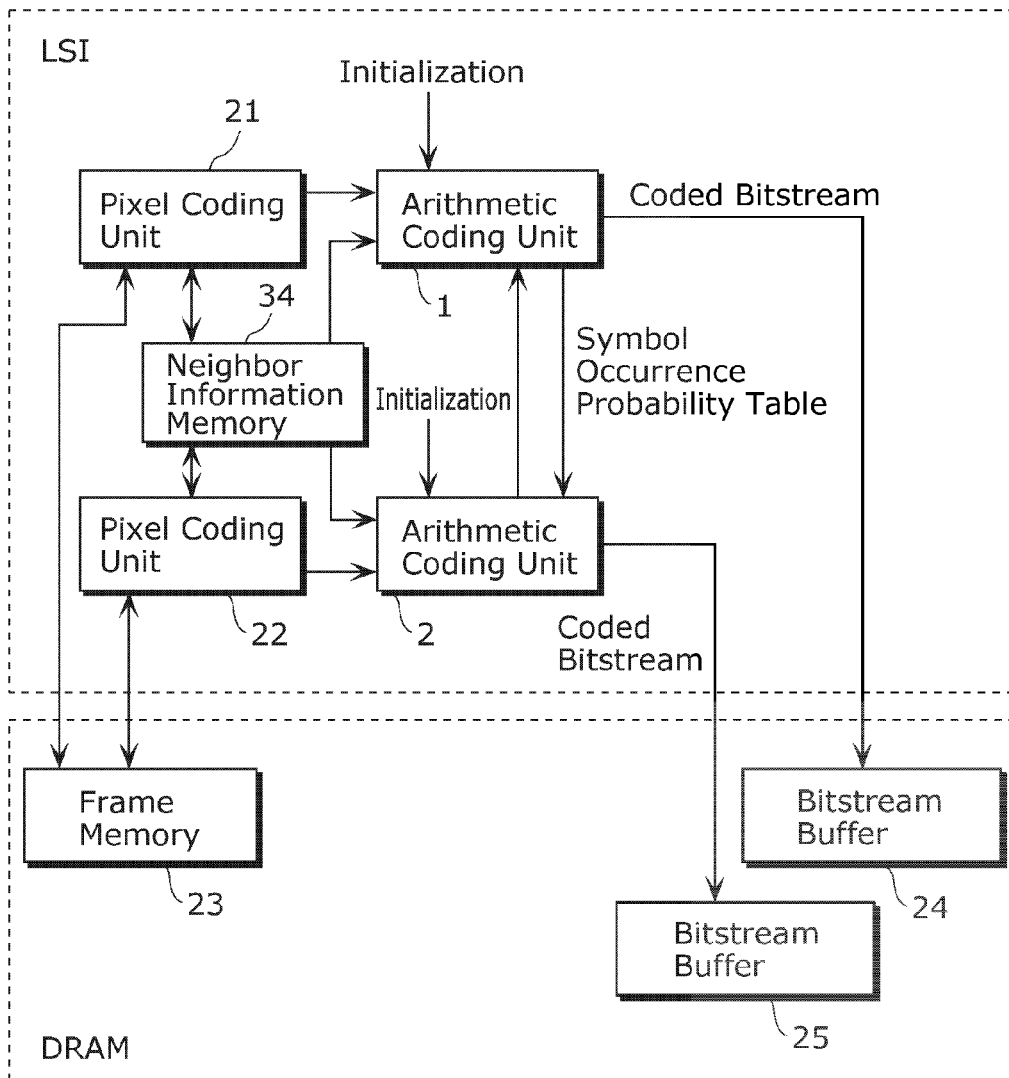 LSI
Initialization
21
Pixel Coding
Unit
Arithmetic
Coding Unit
Coded Bitstream
1
34
Neighbor
Information
Memory
Initialization
Symbol
Occurrence
Probability Table
Pixel Coding
Unit
Arithmetic
Coding Unit
22
2
Coded
Bitstream
Frame
Memory
23
Bitstream
Buffer
24
Bitstream
Buffer
25
DRAM